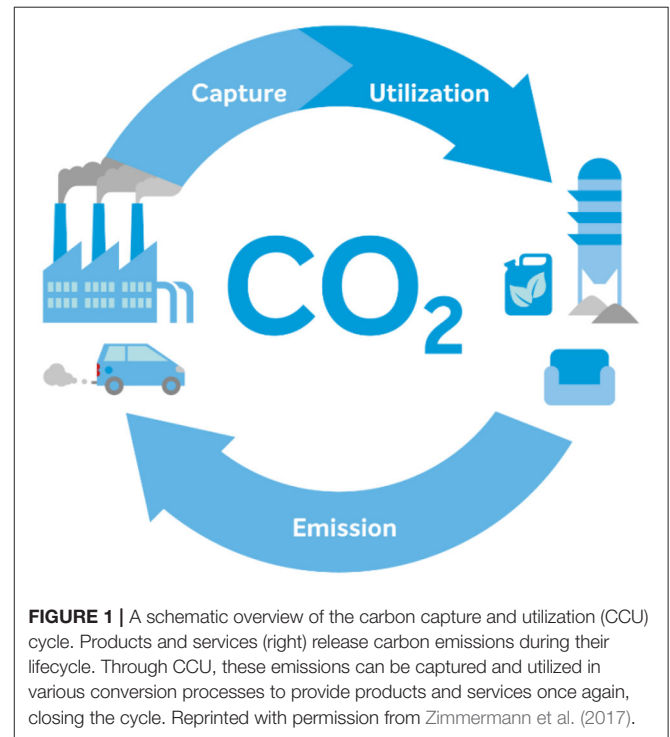 Capture
Utilization
CO₂
Emission
FIGURE 1 | A schematic overview of the carbon capture and utilization (CCU)
cycle. Products and services (right) release carbon emissions during their
lifecycle. Through CCU, these emissions can be captured and utilized in
various conversion processes to provide products and services once again,
closing the cycle. Reprinted with permission from Zimmermann et al. (2017).